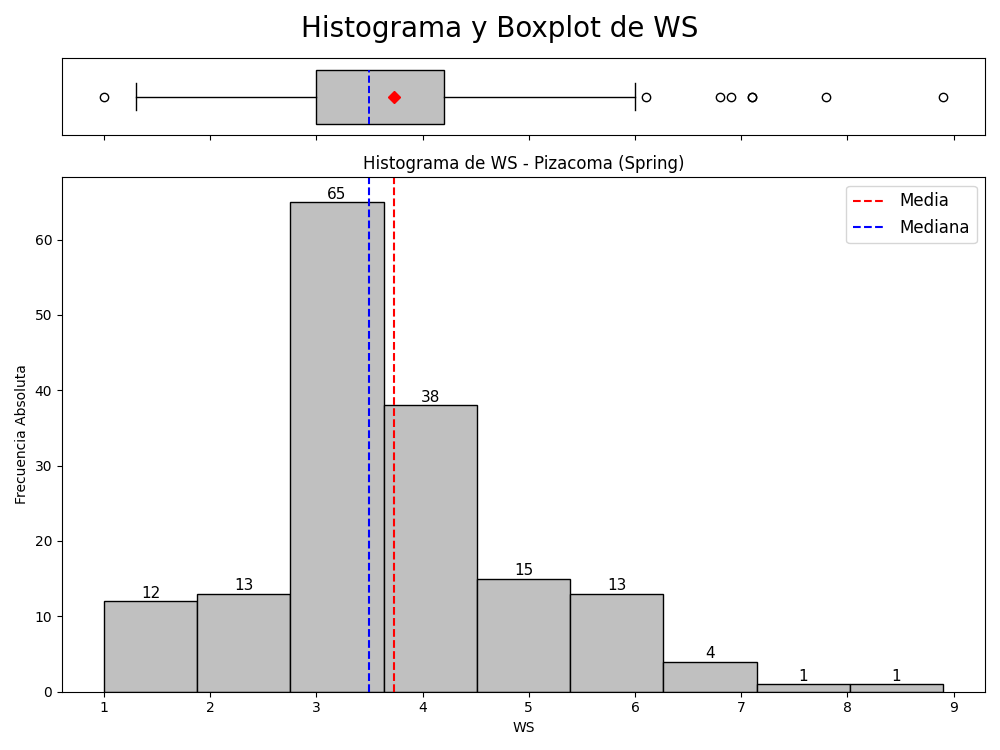 Histograma y Boxplot de WS
Histograma de WS - Pizacoma (Spring)
Media
Mediana
65
38
12
13
15
13
4
1
1
60
50
40
30
20
10
0
Frecuencia Absoluta
1 2 3 4 5 6 7 8 9
WS